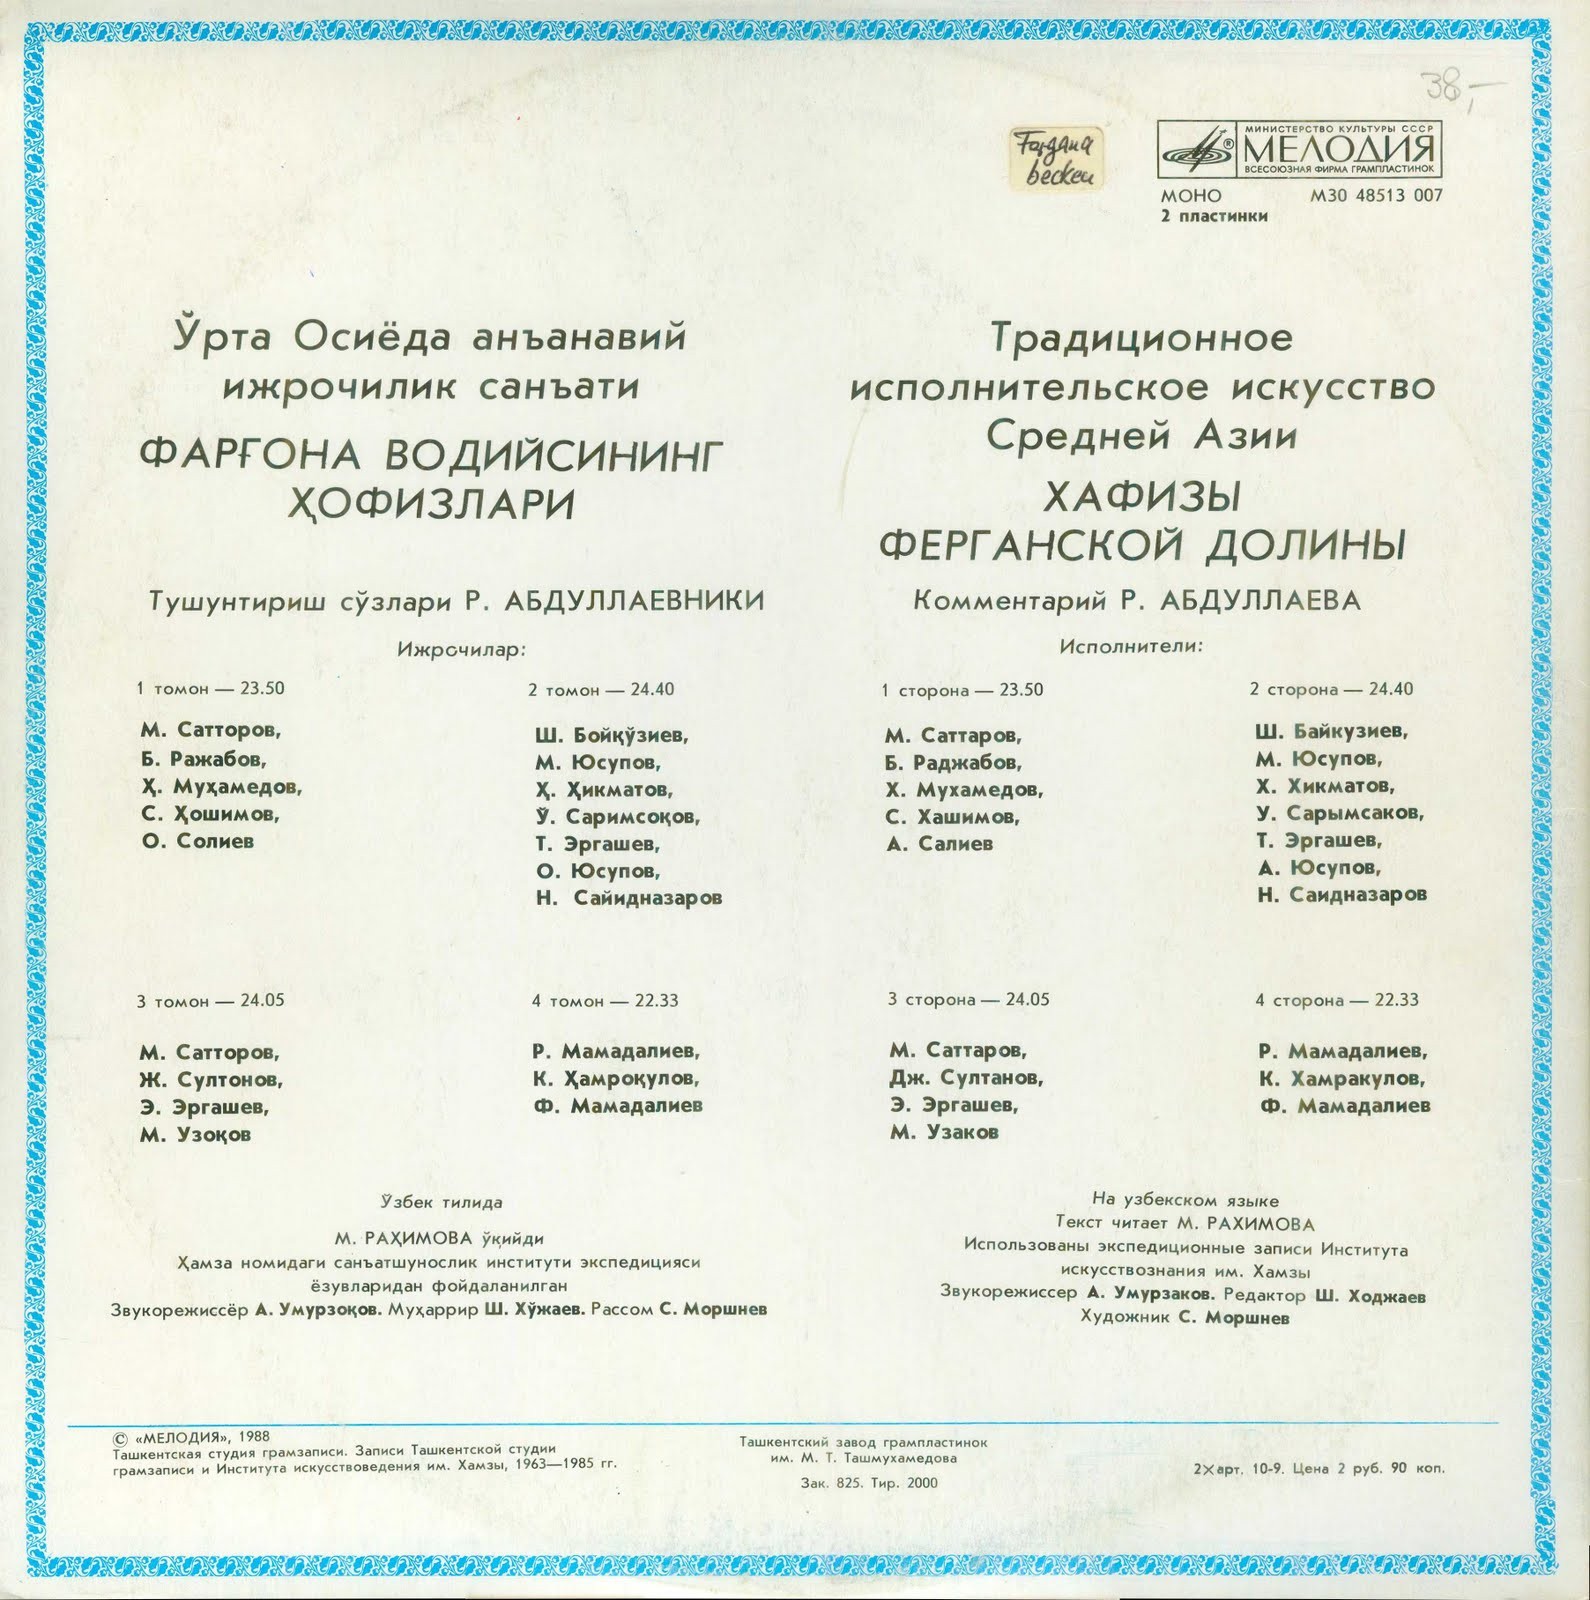 38,-
Fargana
becken
МИНИСТЕРСТВО КУЛЬТУРЫ СССР
МЕЛОДИЯ
ВСЕСОЮЗНАЯ ФИРМА ГРАМПЛАСТИНОК
МОНО М30 48513 007
2 пластинки
Ўрта Осиёда анъанавий
ижрочилик санъати
ФАРҒОНА ВОДИЙСИНИНГ
ҲОФИЗЛАРИ
Тушунтириш сўзлари Р. АБДУЛЛАЕВНИКИ
Ижрочилар:
1 томон — 23.50
М. Сатторов,
Б. Ражабов,
Ҳ. Муҳамедов,
С. Ҳошимов,
О. Солиев
2 томон — 24.40
Ш. Бойқўзиев,
М. Юсупов,
Ҳ. Ҳикматов,
Ў. Саримсоқов,
Т. Эргашев,
О. Юсупов,
Н. Сайидназаров
3 томон — 24.05
М. Сатторов,
Ж. Султонов,
Э. Эргашев,
М. Узоқов
4 томон — 22.33
Р. Мамадалиев,
К. Ҳамроқулов,
Ф. Мамадалиев
Ўзбек тилида
М. РАҲИМОВА ўқийди
Ҳамза номидаги санъатшунослик институти экспедицияси
ёзувларидан фойдаланилган
Звукорежиссёр А. Умурзоқов. Муҳаррир Ш. Хўжаев. Рассом С. Моршнев
Традиционное
исполнительское искусство
Средней Азии
ХАФИЗЫ
ФЕРГАНСКОЙ ДОЛИНЫ
Комментарий Р. АБДУЛЛАЕВА
Исполнители:
1 сторона — 23.50
М. Саттаров,
Б. Раджабов,
Х. Мухамедов,
С. Хашимов,
А. Салиев
2 сторона — 24.40
Ш. Байкузиев,
М. Юсупов,
Х. Хикматов,
У. Сарымсаков,
Т. Эргашев,
А. Юсупов,
Н. Саидназаров
3 сторона — 24.05
М. Саттаров,
Дж. Султанов,
Э. Эргашев,
М. Узаков
4 сторона — 22.33
Р. Мамадалиев,
К. Хамракулов,
Ф. Мамадалиев
На узбекском языке
Текст читает М. РАХИМОВА
Использованы экспедиционные записи Института
искусствознания им. Хамзы
Звукорежиссер А. Умурзаков. Редактор Ш. Ходжаев
Художник С. Моршнев
© «МЕЛОДИЯ», 1988
Ташкентская студия грамзаписи. Записи Ташкентской студии
грамзаписи и Института искусствоведения им. Хамзы, 1963—1985 гг.
Ташкентский завод грампластинок
им. М. Т. Ташмухамедова
Зак. 825. Тир. 2000
2×арт. 10-9. Цена 2 руб. 90 коп.